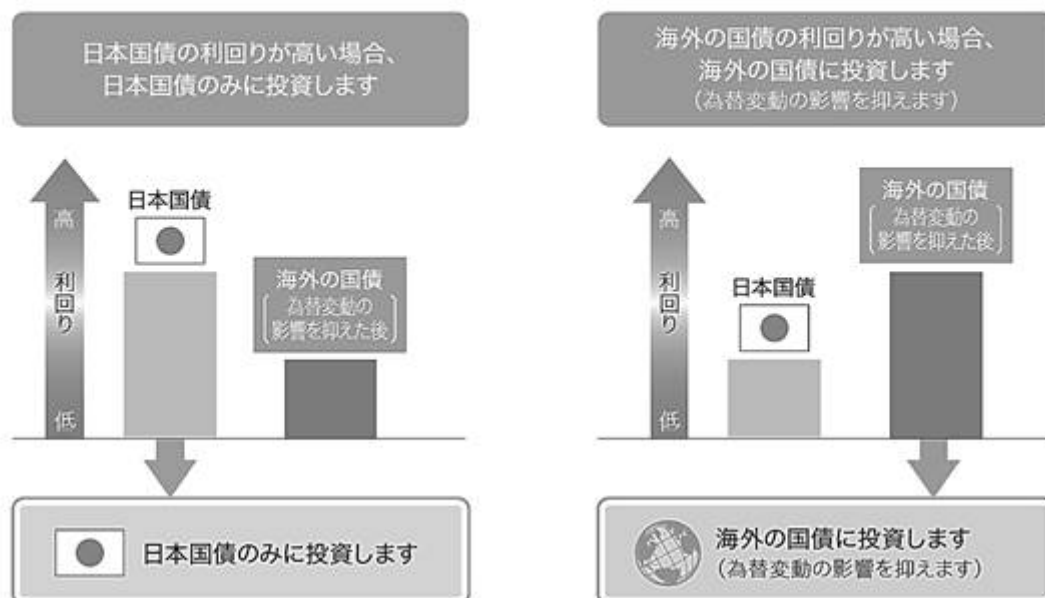 日本国債の利回りが高い場合、
日本国債のみに投資します
高
利回り
低
日本国債
海外の国債
為替変動の
影響を抑えた後
日本国債のみに投資します
海外の国債の利回りが高い場合、
海外の国債に投資します
（為替変動の影響を抑えます）
高
利回り
低
日本国債
海外の国債
為替変動の
影響を抑えた後
海外の国債に投資します
（為替変動の影響を抑えます）